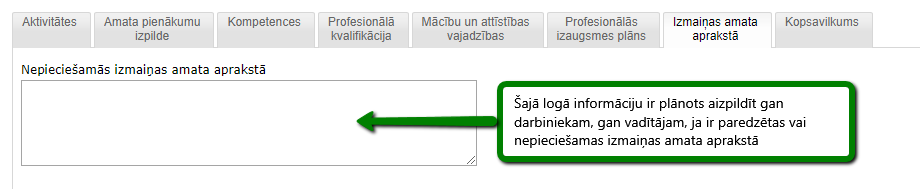 Aktivitātes
Amata pienākumu
izpilde
Kompetences
Profesionālā
kvalifikācija
Mācību un attīstības
vajadzības
Profesionālās
izaugsmes plāns
Izmaiņas amata
aprakstā
Kopsavilkums
Nepieciešamās izmaiņas amata aprakstā
Šajā logā informāciju ir plānots aizpildīt gan
darbiniekam, gan vadītājam, ja ir paredzētas vai
nepieciešamas izmaiņas amata aprakstā